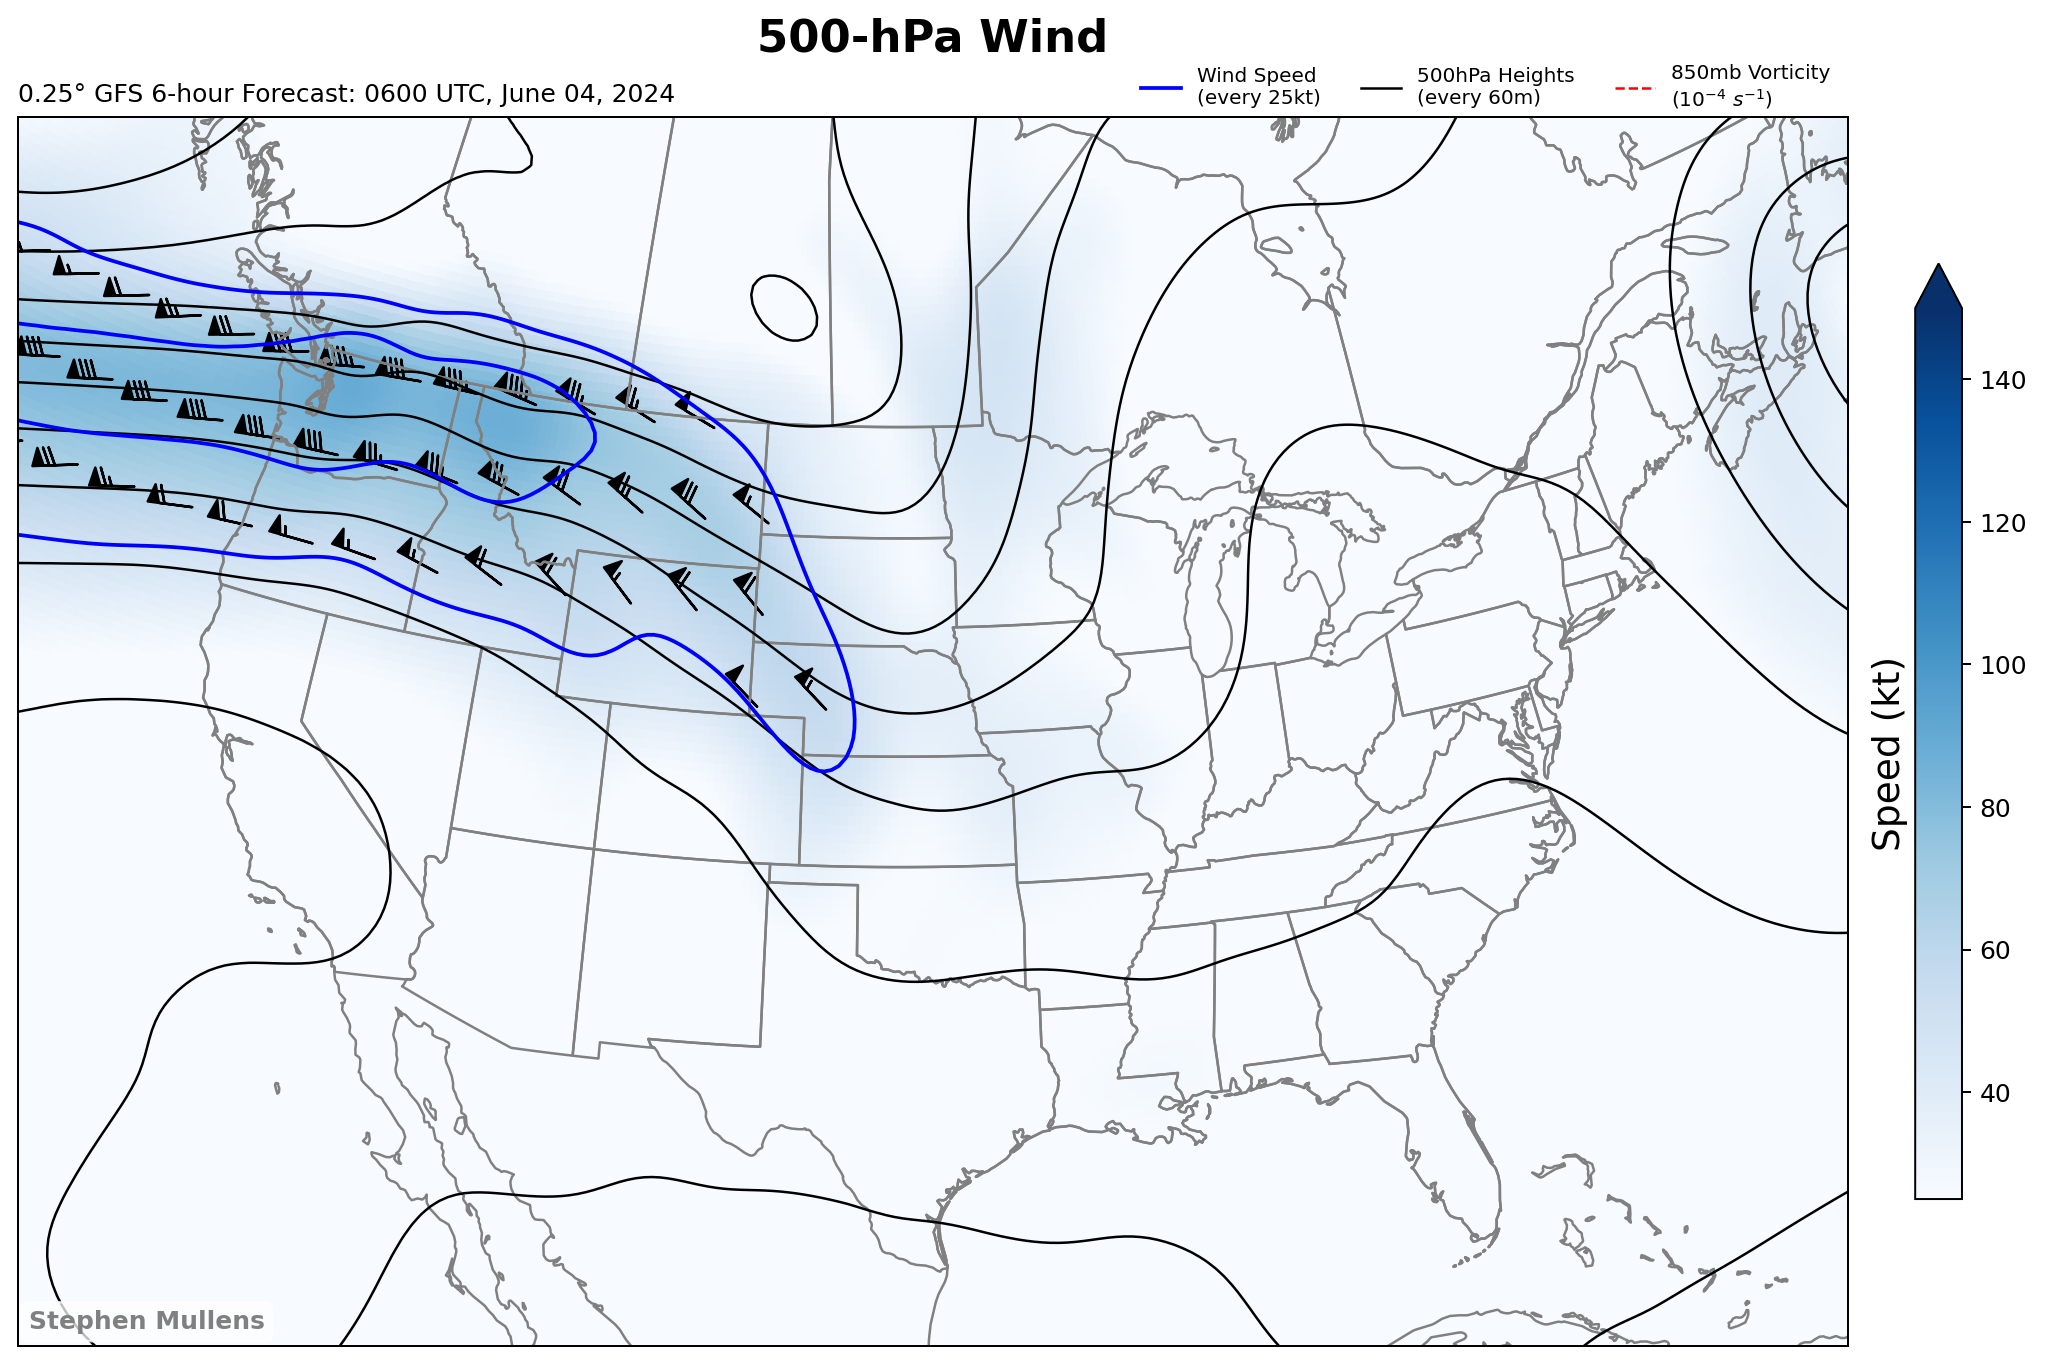 500-hPa Wind
0.25° GFS 6-hour Forecast: 0600 UTC, June 04, 2024
Wind Speed
(every 25kt)
500hPa Heights
(every 60m)
850mb Vorticity
(10⁻⁴ s⁻¹)
140
120
100
80
60
40
Speed (kt)
Stephen Mullens